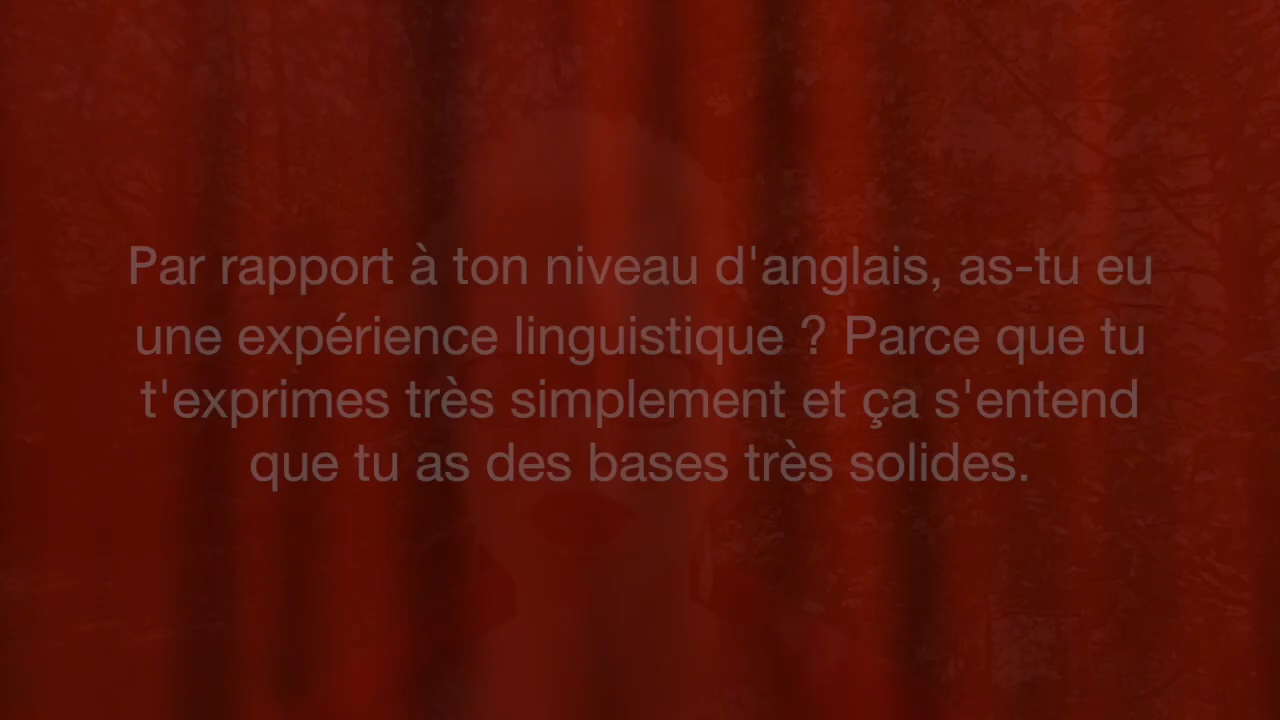 Par rapport à ton niveau d'anglais, as-tu eu
une expérience linguistique ? Parce que tu
t'exprimes très simplement et ça s'entend
que tu as des bases très solides.